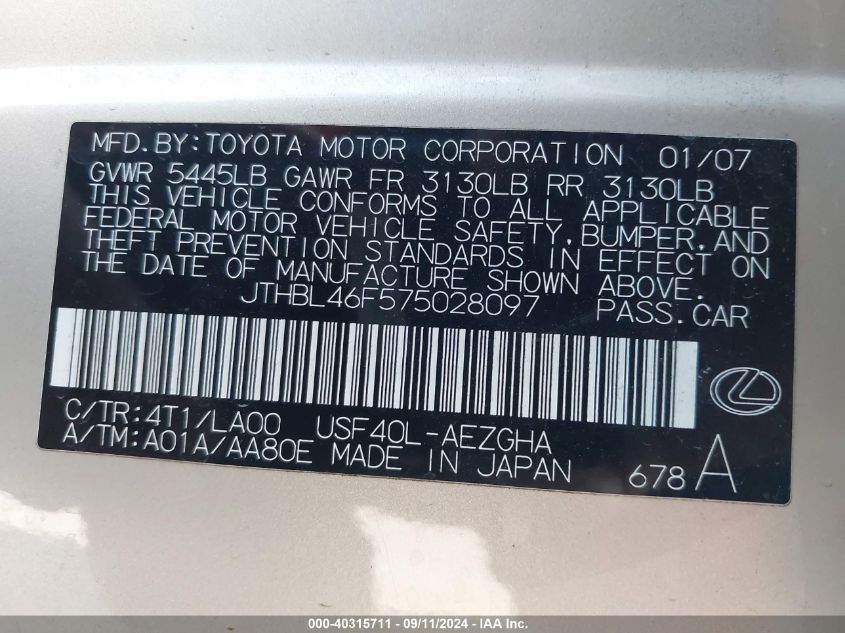 MFD.BY:TOYOTA MOTOR CORPORATION 01/07
GVWR 5445LB GAWR FR 3130LB RR 3130LB
THIS VEHICLE CONFORMS TO ALL APPLICABLE
FEDERAL MOTOR VEHICLE SAFETY,BUMPER,AND
THEFT PREVENTION STANDARDS IN EFFECT ON
THE DATE OF MANUFACTURE SHOWN ABOVE.
JTHBL46F575028097 PASS.CAR
C/TR:4T1/LA00 USF40L-AEZGHA
A/TM:A01A/AA80E MADE IN JAPAN 678 A
000-40315711 - 09/11/2024 - IAA Inc.